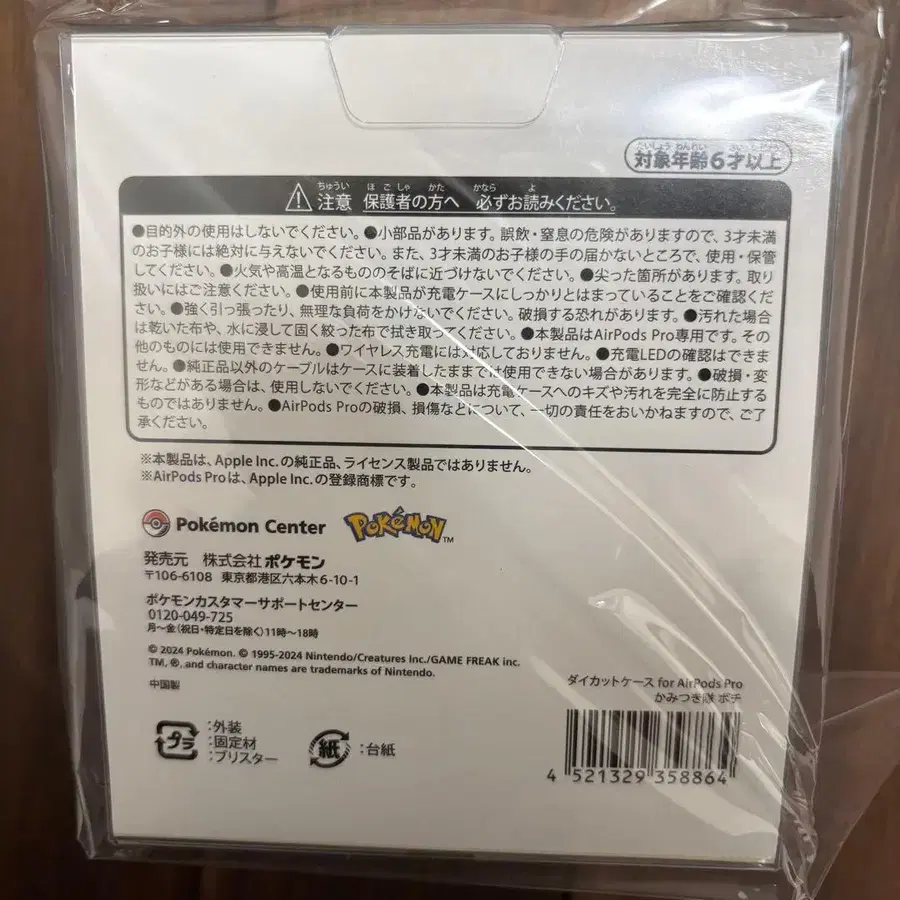 たいしょうねんれい さいいじょう
対象年齢6才以上
ちゅうい ほごしゃ かた かなら よ
注意 保護者の方へ 必ずお読みください。
●目的外の使用はしないでください。●小部品があります。誤飲・窒息の危険がありますので、3才未満
のお子様には絶対に与えないでください。また、3才未満のお子様の手の届かないところで、使用・保管
してください。●火気や高温となるもののそばに近づけないでください。●尖った箇所があります。取り
扱いにはご注意ください。●使用前に本製品が充電ケースにしっかりとはまっていることをご確認くだ
さい。●強く引っ張ったり、無理な負荷をかけないでください。破損する恐れがあります。●汚れた場合
は乾いた布や、水に浸して固く絞った布で拭き取ってください。●本製品はAirPods Pro専用です。その
他のものには使用できません。●ワイヤレス充電には対応しておりません。●充電LEDの確認はできま
せん。●純正品以外のケーブルはケースに装着したままでは使用できない場合があります。●破損・変
形などがある場合は、使用しないでください。●本製品は充電ケースへのキズや汚れを完全に防止する
ものではありません。●AirPods Proの破損、損傷などについて、一切の責任をおいかねますので、ご了
承ください。
※本製品は、Apple Inc.の純正品、ライセンス製品ではありません。
※AirPods Proは、Apple Inc.の登録商標です。
Pokémon Center POKÉMON TM
発売元 株式会社ポケモン
〒106-6108 東京都港区六本木6-10-1
ポケモンカスタマーサポートセンター
0120-049-725
月～金(祝日・特定日を除く)11時～18時
© 2024 Pokémon. © 1995-2024 Nintendo/Creatures Inc./GAME FREAK inc.
TM, ®, and character names are trademarks of Nintendo.
中国製
ダイカットケース for AirPods Pro
かみつき隊 ポチ
プラ :外装
:固定材
:ブリスター
紙 :台紙
4 521329 358864